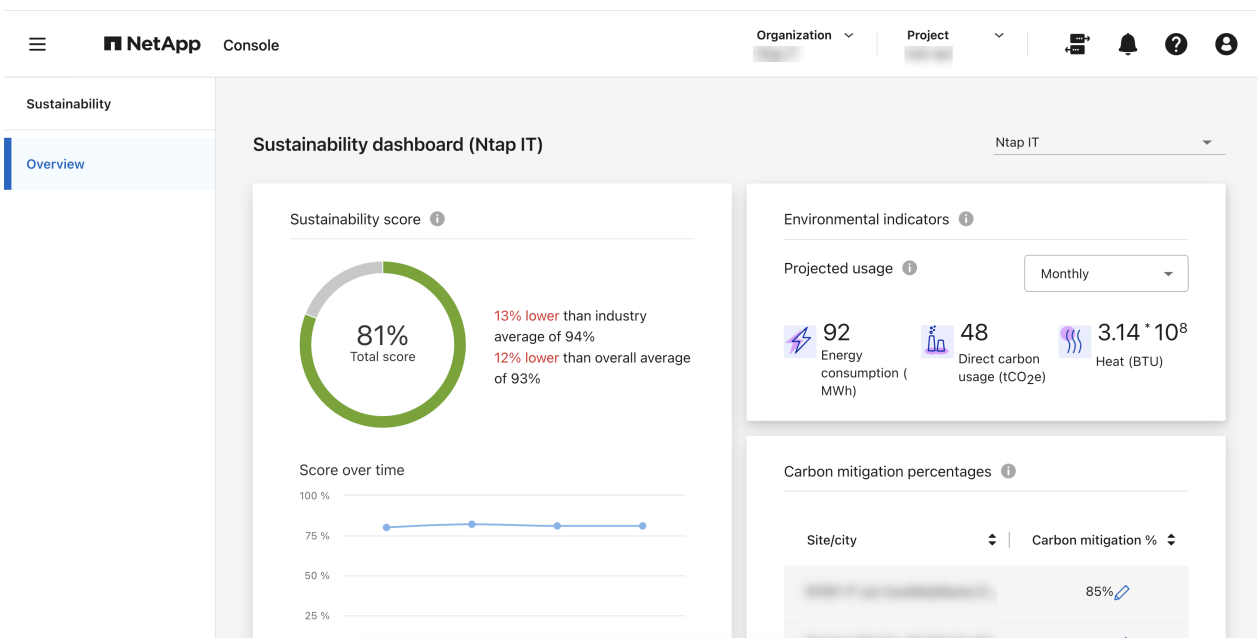 NetApp Console
Organization
Project
Sustainability
Overview
Sustainability dashboard (Ntap IT)
Ntap IT
Sustainability score
81%
Total score
13% lower than industry
average of 94%
12% lower than overall average
of 93%
Score over time
100 %
75 %
50 %
25 %
Environmental indicators
Projected usage
Monthly
92
Energy
consumption (
MWh)
48
Direct carbon
usage (tCO2e)
3.14 * 10⁸
Heat (BTU)
Carbon mitigation percentages
Site/city
Carbon mitigation %
85%